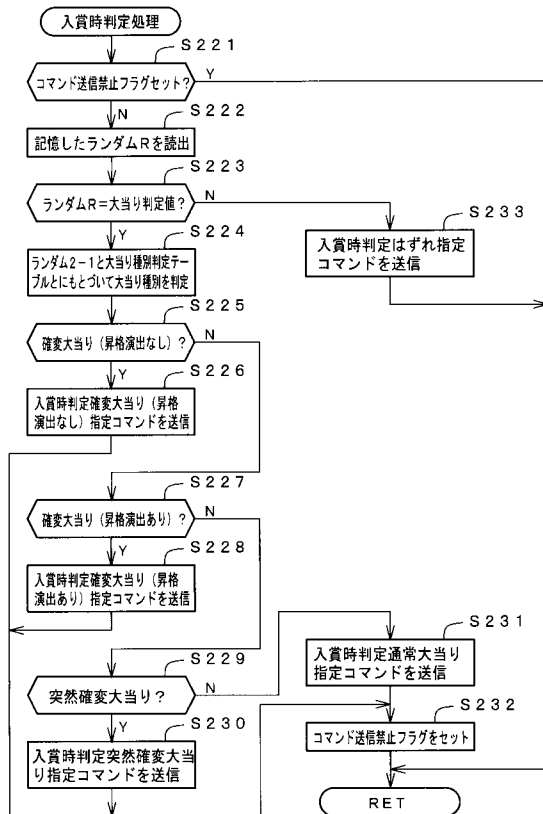 入賞時判定処理
S221
コマンド送信禁止フラグセット?
Y
N
S222
記憶したランダムRを読出
S223
ランダムR=大当り判定値?
N
Y
S233
入賞時判定はずれ指定
コマンドを送信
S224
ランダム2-1と大当り種別判定テー
ブルとにもとづいて大当り種別を判定
S225
確変大当り(昇格演出なし)?
N
Y
S226
入賞時判定確変大当り(昇格
演出なし)指定コマンドを送信
S227
確変大当り(昇格演出あり)?
N
Y
S228
入賞時判定確変大当り(昇格
演出あり)指定コマンドを送信
S229
突然確変大当り?
N
Y
S230
入賞時判定突然確変大当
り指定コマンドを送信
S231
入賞時判定通常大当り
指定コマンドを送信
S232
コマンド送信禁止フラグをセット
RET